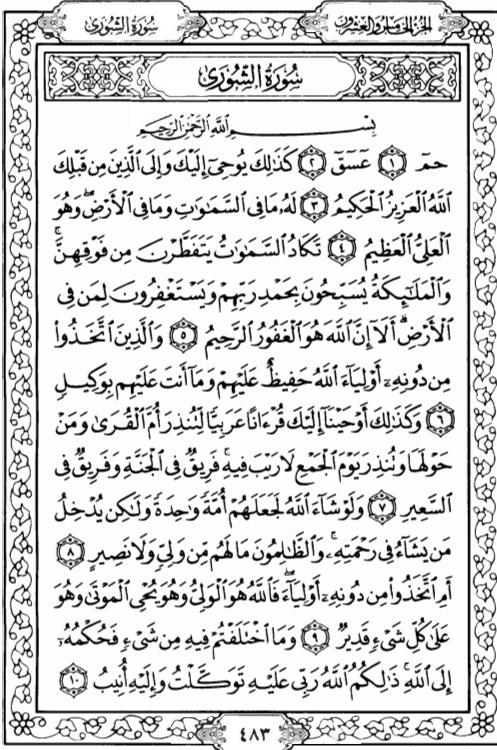 الجزء الخامس والعشرون
سورة الشورى
سُورَةُ الشُّورَىٰ
بِسْمِ اللَّهِ الرَّحْمَٰنِ الرَّحِيمِ
حمٓ ۝١ عٓسٓقٓ ۝٢ كَذَٰلِكَ يُوحِىٓ إِلَيْكَ وَإِلَى ٱلَّذِينَ مِن قَبْلِكَ
ٱللَّهُ ٱلْعَزِيزُ ٱلْحَكِيمُ ۝٣ لَهُۥ مَا فِى ٱلسَّمَٰوَٰتِ وَمَا فِى ٱلْأَرْضِ ۖ وَهُوَ
ٱلْعَلِىُّ ٱلْعَظِيمُ ۝٤ تَكَادُ ٱلسَّمَٰوَٰتُ يَتَفَطَّرْنَ مِن فَوْقِهِنَّ ۚ
وَٱلْمَلَٰٓئِكَةُ يُسَبِّحُونَ بِحَمْدِ رَبِّهِمْ وَيَسْتَغْفِرُونَ لِمَن فِى
ٱلْأَرْضِ ۗ أَلَآ إِنَّ ٱللَّهَ هُوَ ٱلْغَفُورُ ٱلرَّحِيمُ ۝٥ وَٱلَّذِينَ ٱتَّخَذُوا۟
مِن دُونِهِۦٓ أَوْلِيَآءَ ٱللَّهُ حَفِيظٌ عَلَيْهِمْ وَمَآ أَنتَ عَلَيْهِم بِوَكِيلٍ
۝٦ وَكَذَٰلِكَ أَوْحَيْنَآ إِلَيْكَ قُرْءَانًا عَرَبِيًّا لِّتُنذِرَ أُمَّ ٱلْقُرَىٰ وَمَنْ
حَوْلَهَا وَتُنذِرَ يَوْمَ ٱلْجَمْعِ لَا رَيْبَ فِيهِ ۚ فَرِيقٌ فِى ٱلْجَنَّةِ وَفَرِيقٌ فِى
ٱلسَّعِيرِ ۝٧ وَلَوْ شَآءَ ٱللَّهُ لَجَعَلَهُمْ أُمَّةً وَٰحِدَةً وَلَٰكِن يُدْخِلُ
مَن يَشَآءُ فِى رَحْمَتِهِۦ ۚ وَٱلظَّٰلِمُونَ مَا لَهُم مِّن وَلِىٍّ وَلَا نَصِيرٍ ۝٨
أَمِ ٱتَّخَذُوا۟ مِن دُونِهِۦٓ أَوْلِيَآءَ ۖ فَٱللَّهُ هُوَ ٱلْوَلِىُّ وَهُوَ يُحْىِ ٱلْمَوْتَىٰ وَهُوَ
عَلَىٰ كُلِّ شَىْءٍ قَدِيرٌ ۝٩ وَمَا ٱخْتَلَفْتُمْ فِيهِ مِن شَىْءٍ فَحُكْمُهُۥٓ
إِلَى ٱللَّهِ ۚ ذَٰلِكُمُ ٱللَّهُ رَبِّى عَلَيْهِ تَوَكَّلْتُ وَإِلَيْهِ أُنِيبُ ۝١٠
٤٨٣